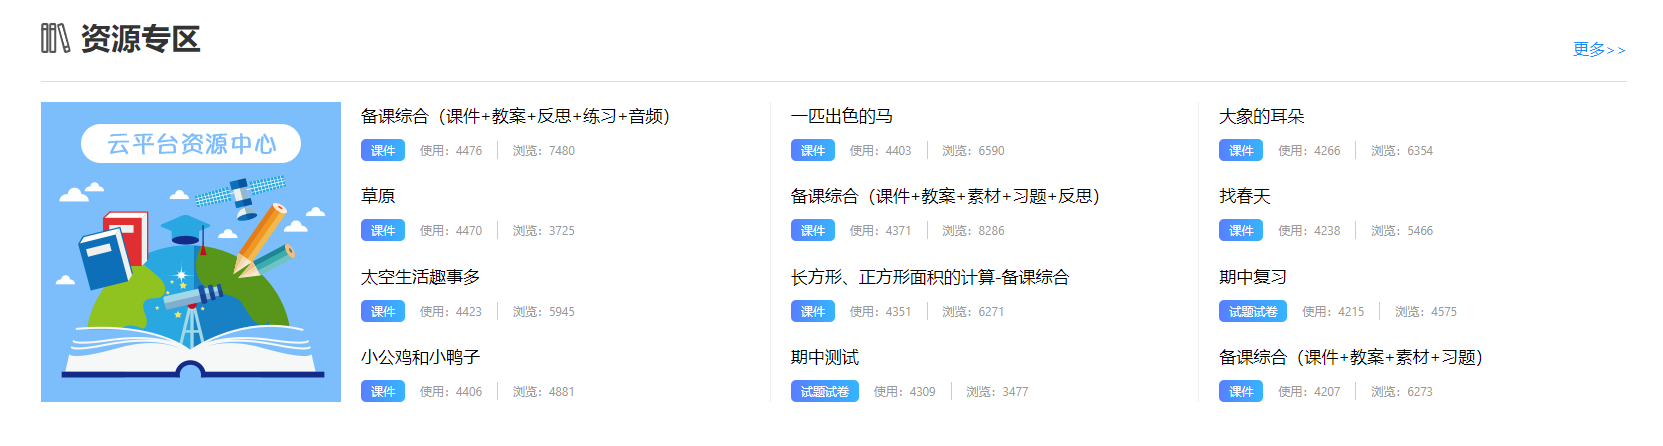 资源专区
更多>>
云平台资源中心
备课综合（课件+教案+反思+练习+音频）
课件 使用：4476 浏览：7480
草原
课件 使用：4470 浏览：3725
太空生活趣事多
课件 使用：4423 浏览：5945
小公鸡和小鸭子
课件 使用：4406 浏览：4881
一匹出色的马
课件 使用：4403 浏览：6590
备课综合（课件+教案+素材+习题+反思）
课件 使用：4371 浏览：8286
长方形、正方形面积的计算-备课综合
课件 使用：4351 浏览：6271
期中测试
试题试卷 使用：4309 浏览：3477
大象的耳朵
课件 使用：4266 浏览：6354
找春天
课件 使用：4238 浏览：5466
期中复习
试题试卷 使用：4215 浏览：4575
备课综合（课件+教案+素材+习题）
课件 使用：4207 浏览：6273